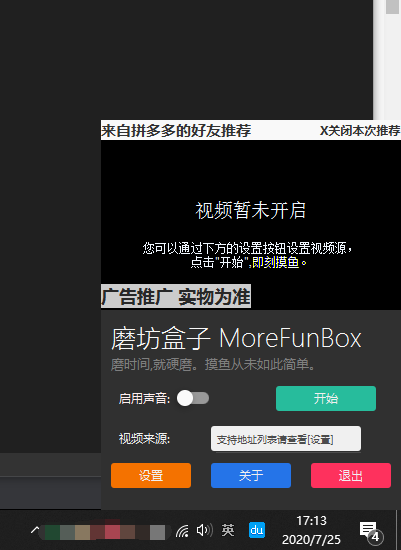 来自拼多多的好友推荐 X关闭本次推荐
视频暂未开启
您可以通过下方的设置按钮设置视频源，
点击"开始",即刻摸鱼。
广告推广 实物为准
磨坊盒子 MoreFunBox
磨时间,就硬磨。摸鱼从未如此简单。
启用声音: 开始
视频来源: 支持地址列表请查看[设置]
设置 关于 退出
英 du 17:13 4
2020/7/25